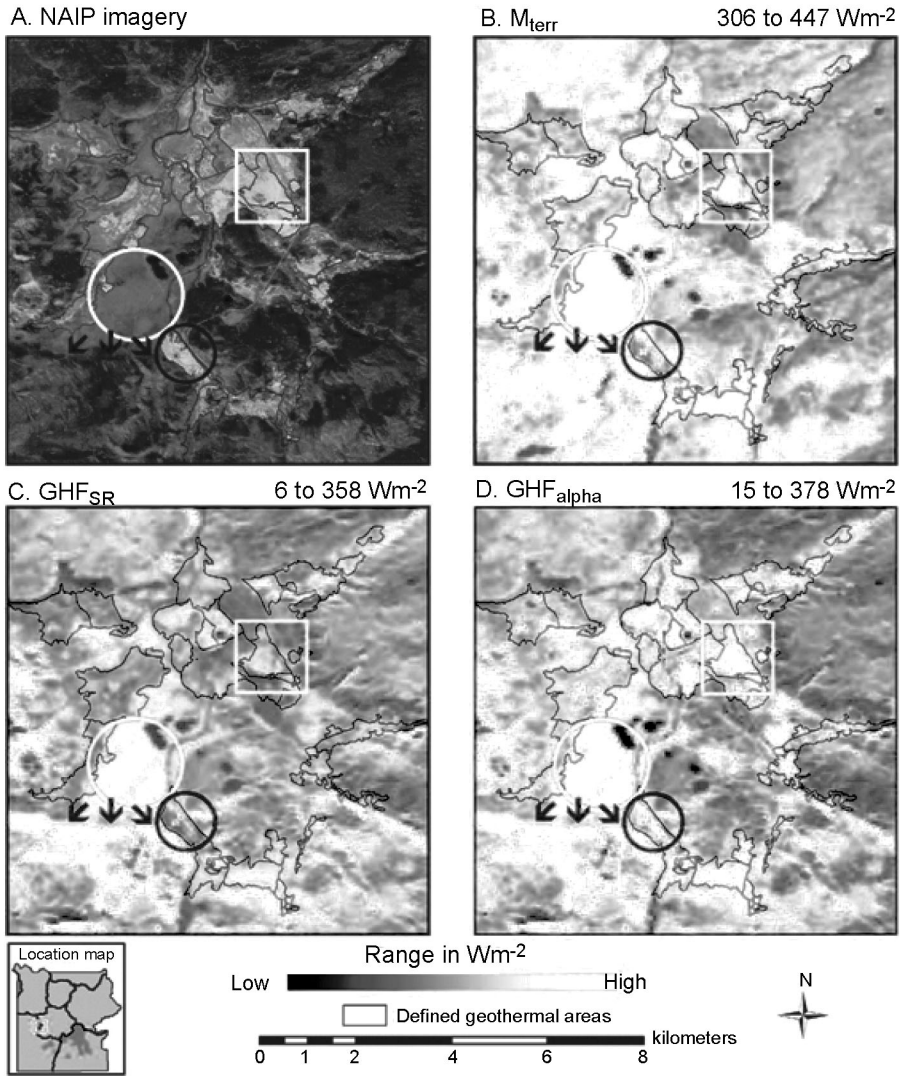 A. NAIP imagery
B. Mterr 306 to 447 Wm-2
C. GHFSR 6 to 358 Wm-2
D. GHFalpha 15 to 378 Wm-2
Location map
Range in Wm-2
Low High
N
Defined geothermal areas
kilometers
0 1 2 4 6 8